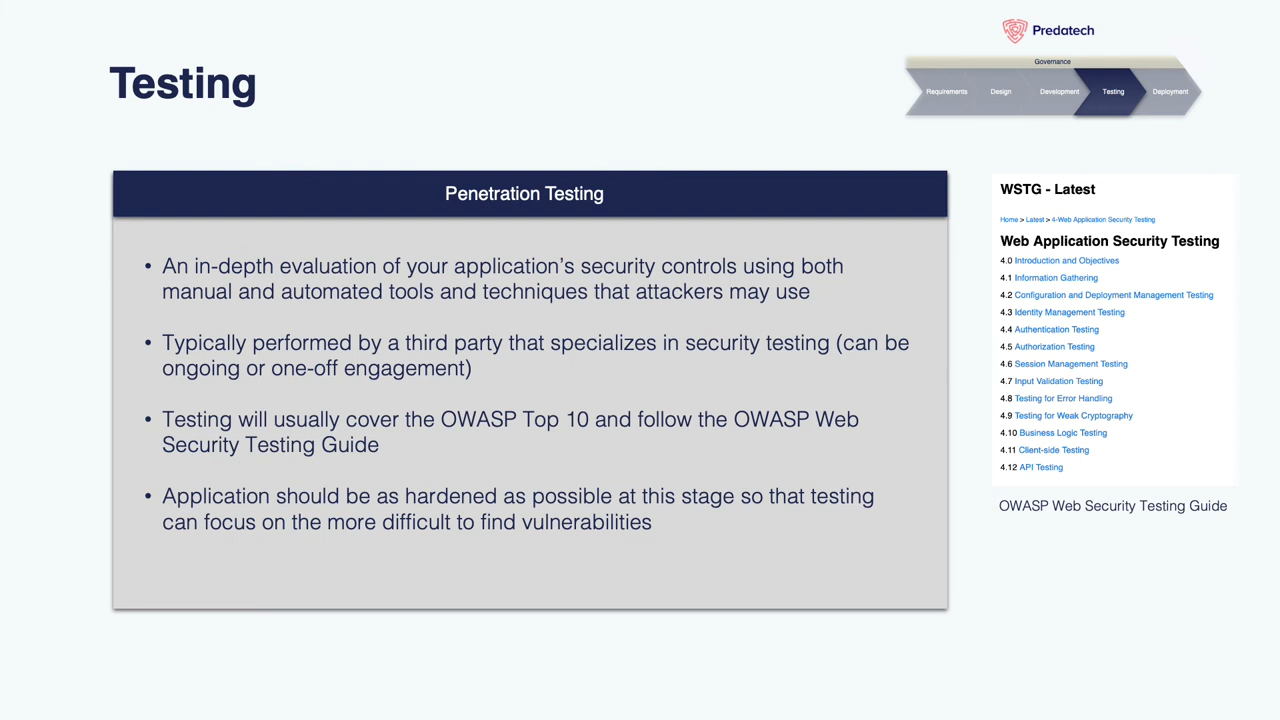 Predatech
Governance
Requirements Design Development Testing Deployment
Testing
Penetration Testing
• An in-depth evaluation of your application's security controls using both
manual and automated tools and techniques that attackers may use
• Typically performed by a third party that specializes in security testing (can be
ongoing or one-off engagement)
• Testing will usually cover the OWASP Top 10 and follow the OWASP Web
Security Testing Guide
• Application should be as hardened as possible at this stage so that testing
can focus on the more difficult to find vulnerabilities
WSTG - Latest
Home > Latest > 4-Web Application Security Testing
Web Application Security Testing
4.0 Introduction and Objectives
4.1 Information Gathering
4.2 Configuration and Deployment Management Testing
4.3 Identity Management Testing
4.4 Authentication Testing
4.5 Authorization Testing
4.6 Session Management Testing
4.7 Input Validation Testing
4.8 Testing for Error Handling
4.9 Testing for Weak Cryptography
4.10 Business Logic Testing
4.11 Client-side Testing
4.12 API Testing
OWASP Web Security Testing Guide